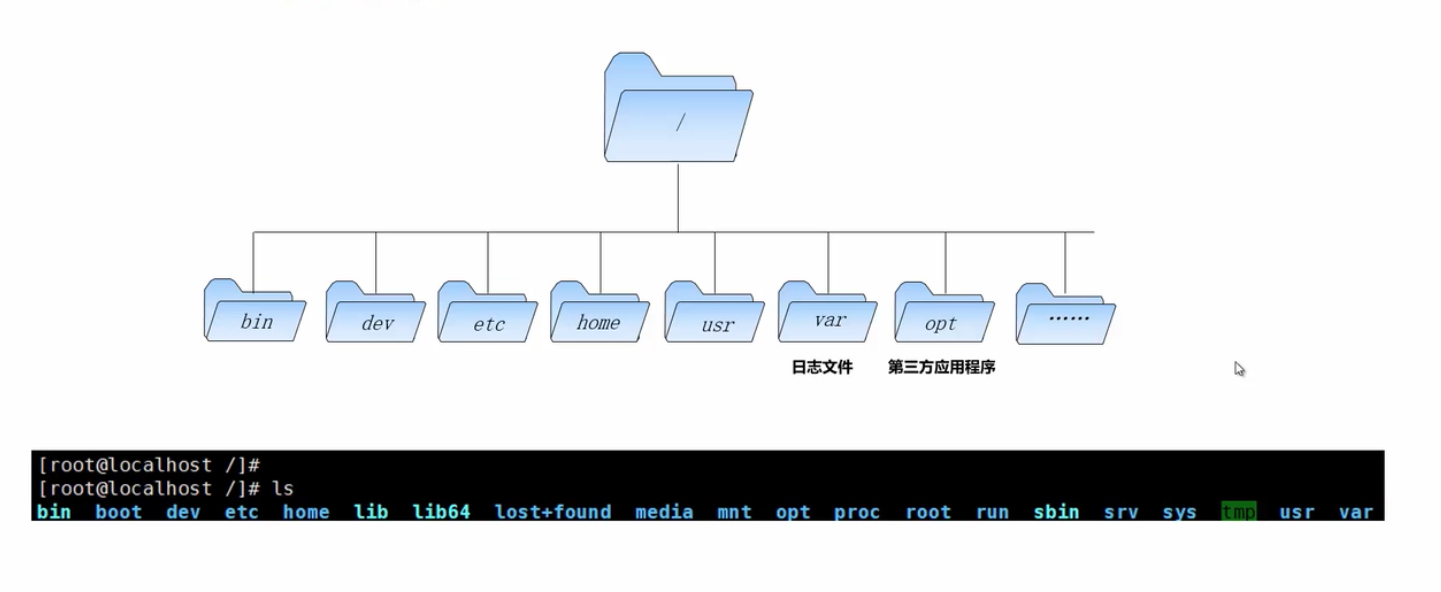 /
bin dev etc home usr var opt ......
日志文件 第三方应用程序
[root@localhost /]#
[root@localhost /]# ls
bin boot dev etc home lib lib64 lost+found media mnt opt proc root run sbin srv sys tmp usr var